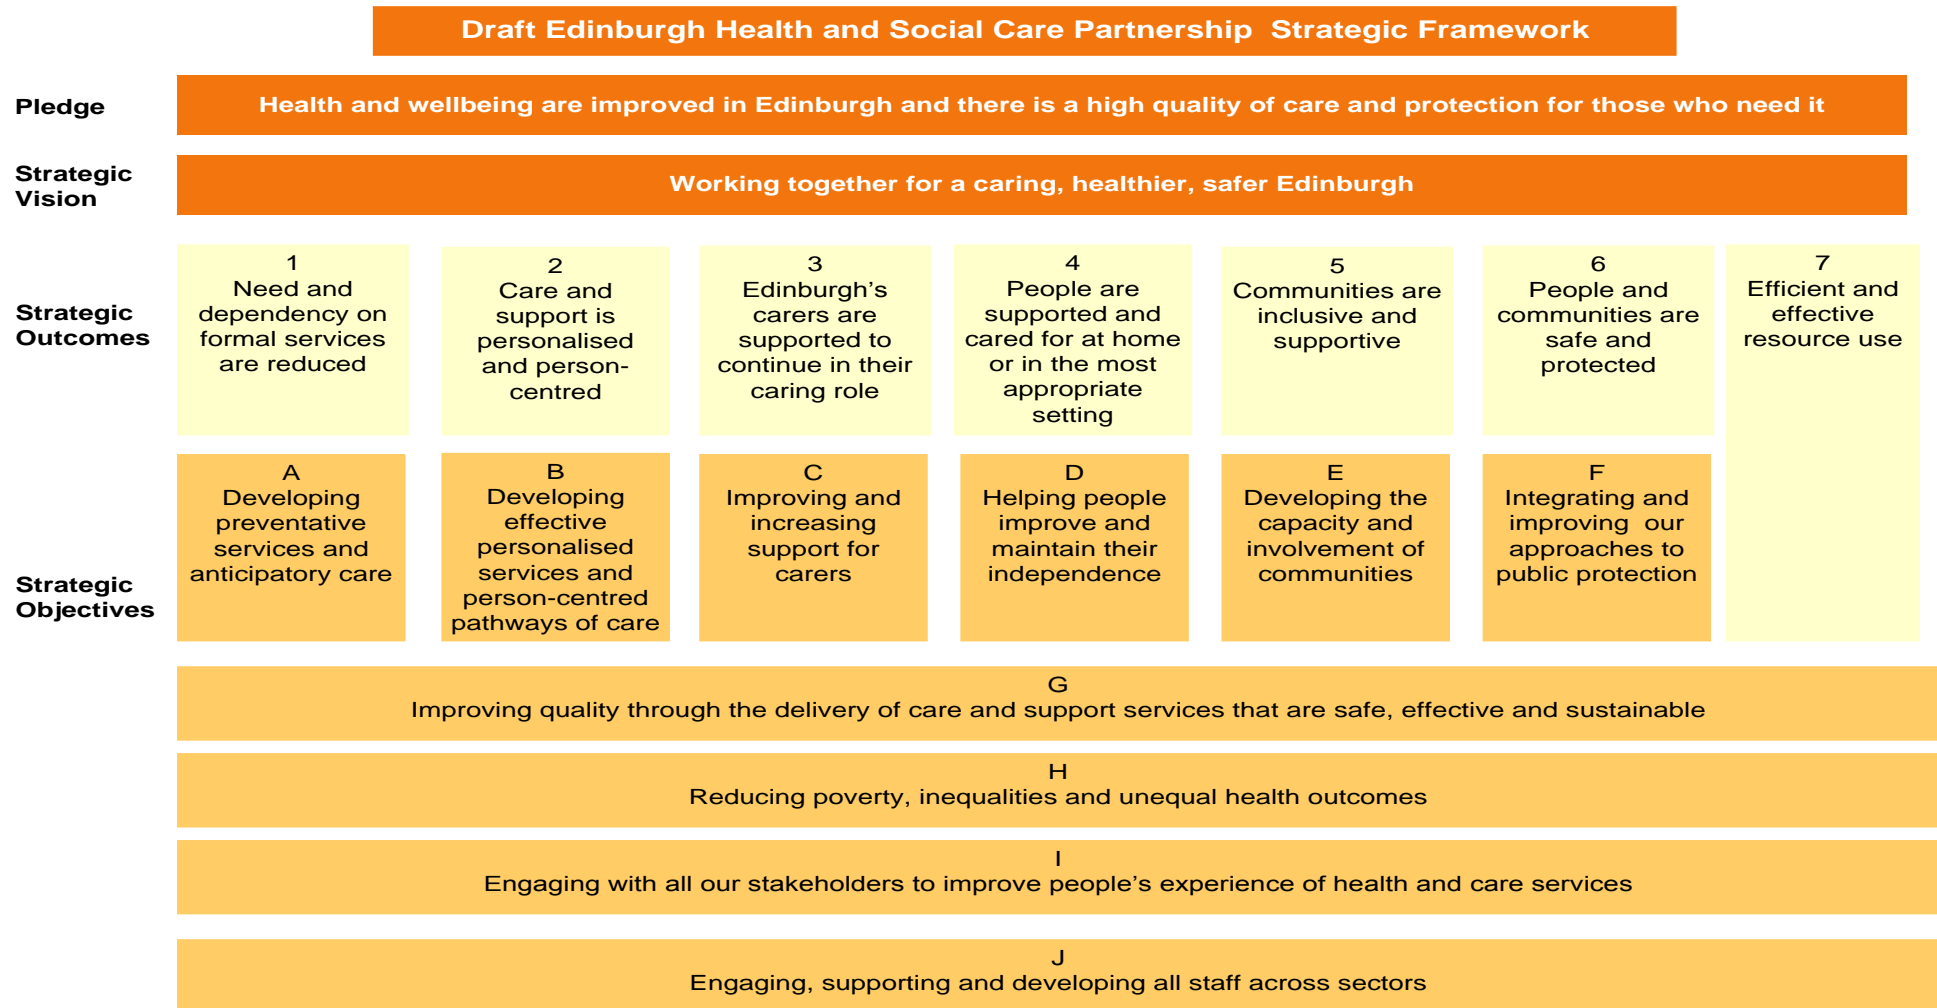 Draft Edinburgh Health and Social Care Partnership  Strategic Framework
Pledge
Health and wellbeing are improved in Edinburgh and there is a high quality of care and protection for those who need it
Strategic
Vision
Working together for a caring, healthier, safer Edinburgh
Strategic
Outcomes
1
Need and
dependency on
formal services
are reduced
2
Care and
support is
personalised
and person-
centred
3
Edinburgh’s
carers are
supported to
continue in their
caring role
4
People are
supported and
cared for at home
or in the most
appropriate
setting
5
Communities are
inclusive and
supportive
6
People and
communities are
safe and
protected
7
Efficient and
effective
resource use
Strategic
Objectives
A
Developing
preventative
services and
anticipatory care
B
Developing
effective
personalised
services and
person-centred
pathways of care
C
Improving and
increasing
support for
carers
D
Helping people
improve and
maintain their
independence
E
Developing the
capacity and
involvement of
communities
F
Integrating and
improving  our
approaches to
public protection
G
Improving quality through the delivery of care and support services that are safe, effective and sustainable
H
Reducing poverty, inequalities and unequal health outcomes
I
Engaging with all our stakeholders to improve people’s experience of health and care services
J
Engaging, supporting and developing all staff across sectors